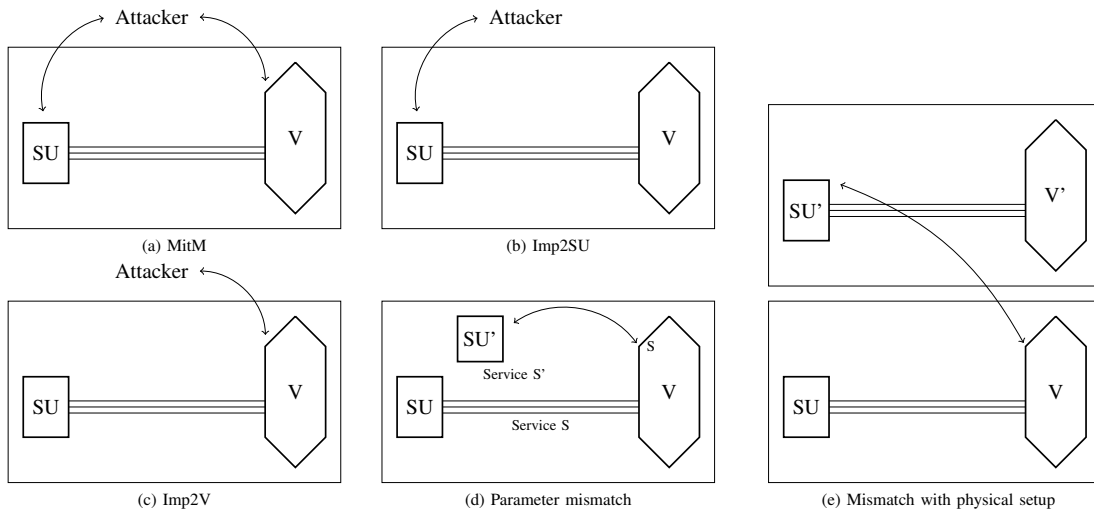 Attacker
SU
V
(a) MitM
Attacker
SU
V
(b) Imp2SU
Attacker
SU
V
(c) Imp2V
SU'
Service S'
S
SU
V
Service S
(d) Parameter mismatch
SU'
V'
SU
V
(e) Mismatch with physical setup